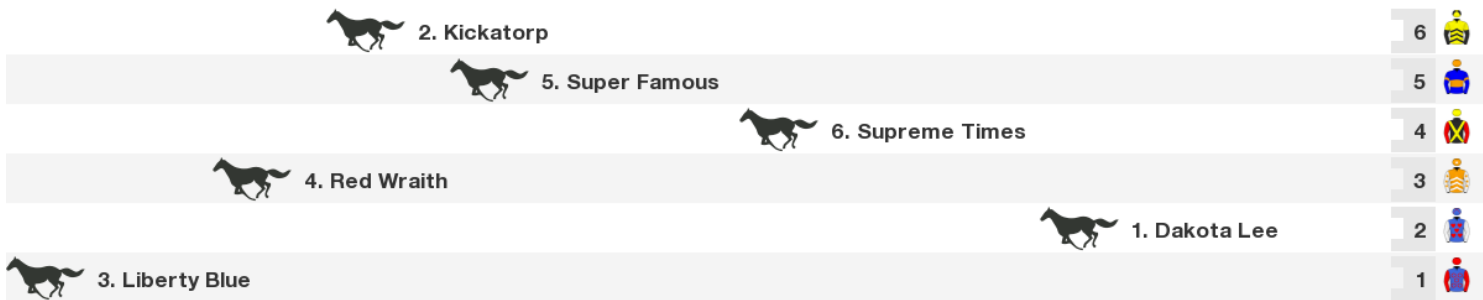 2. Kickatorp 6
5. Super Famous 5
6. Supreme Times 4
4. Red Wraith 3
1. Dakota Lee 2
3. Liberty Blue 1